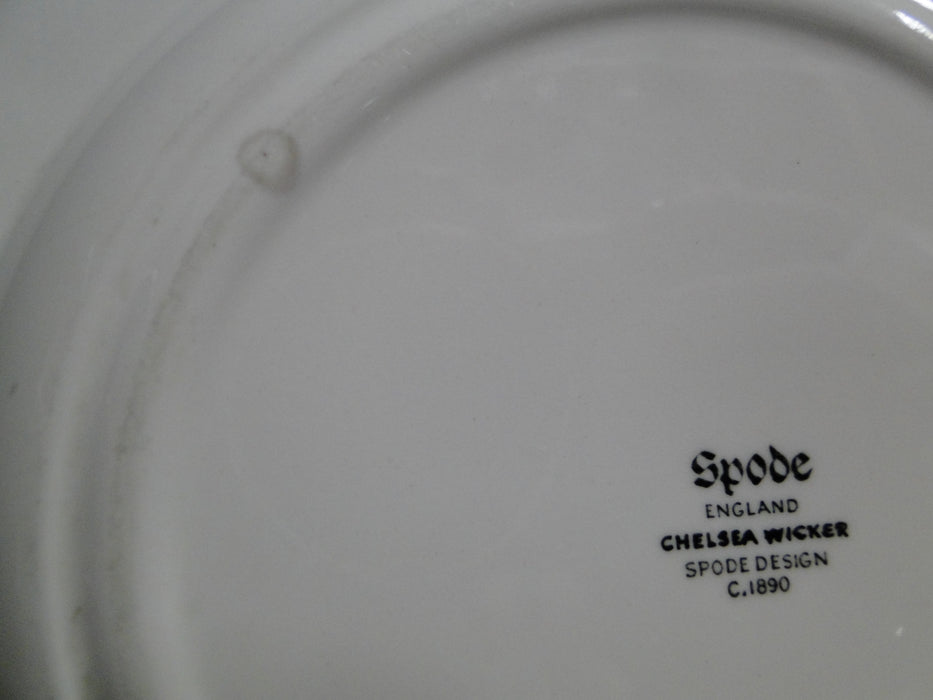 Spode
ENGLAND
CHELSEA WICKER
SPODE DESIGN
C.1890